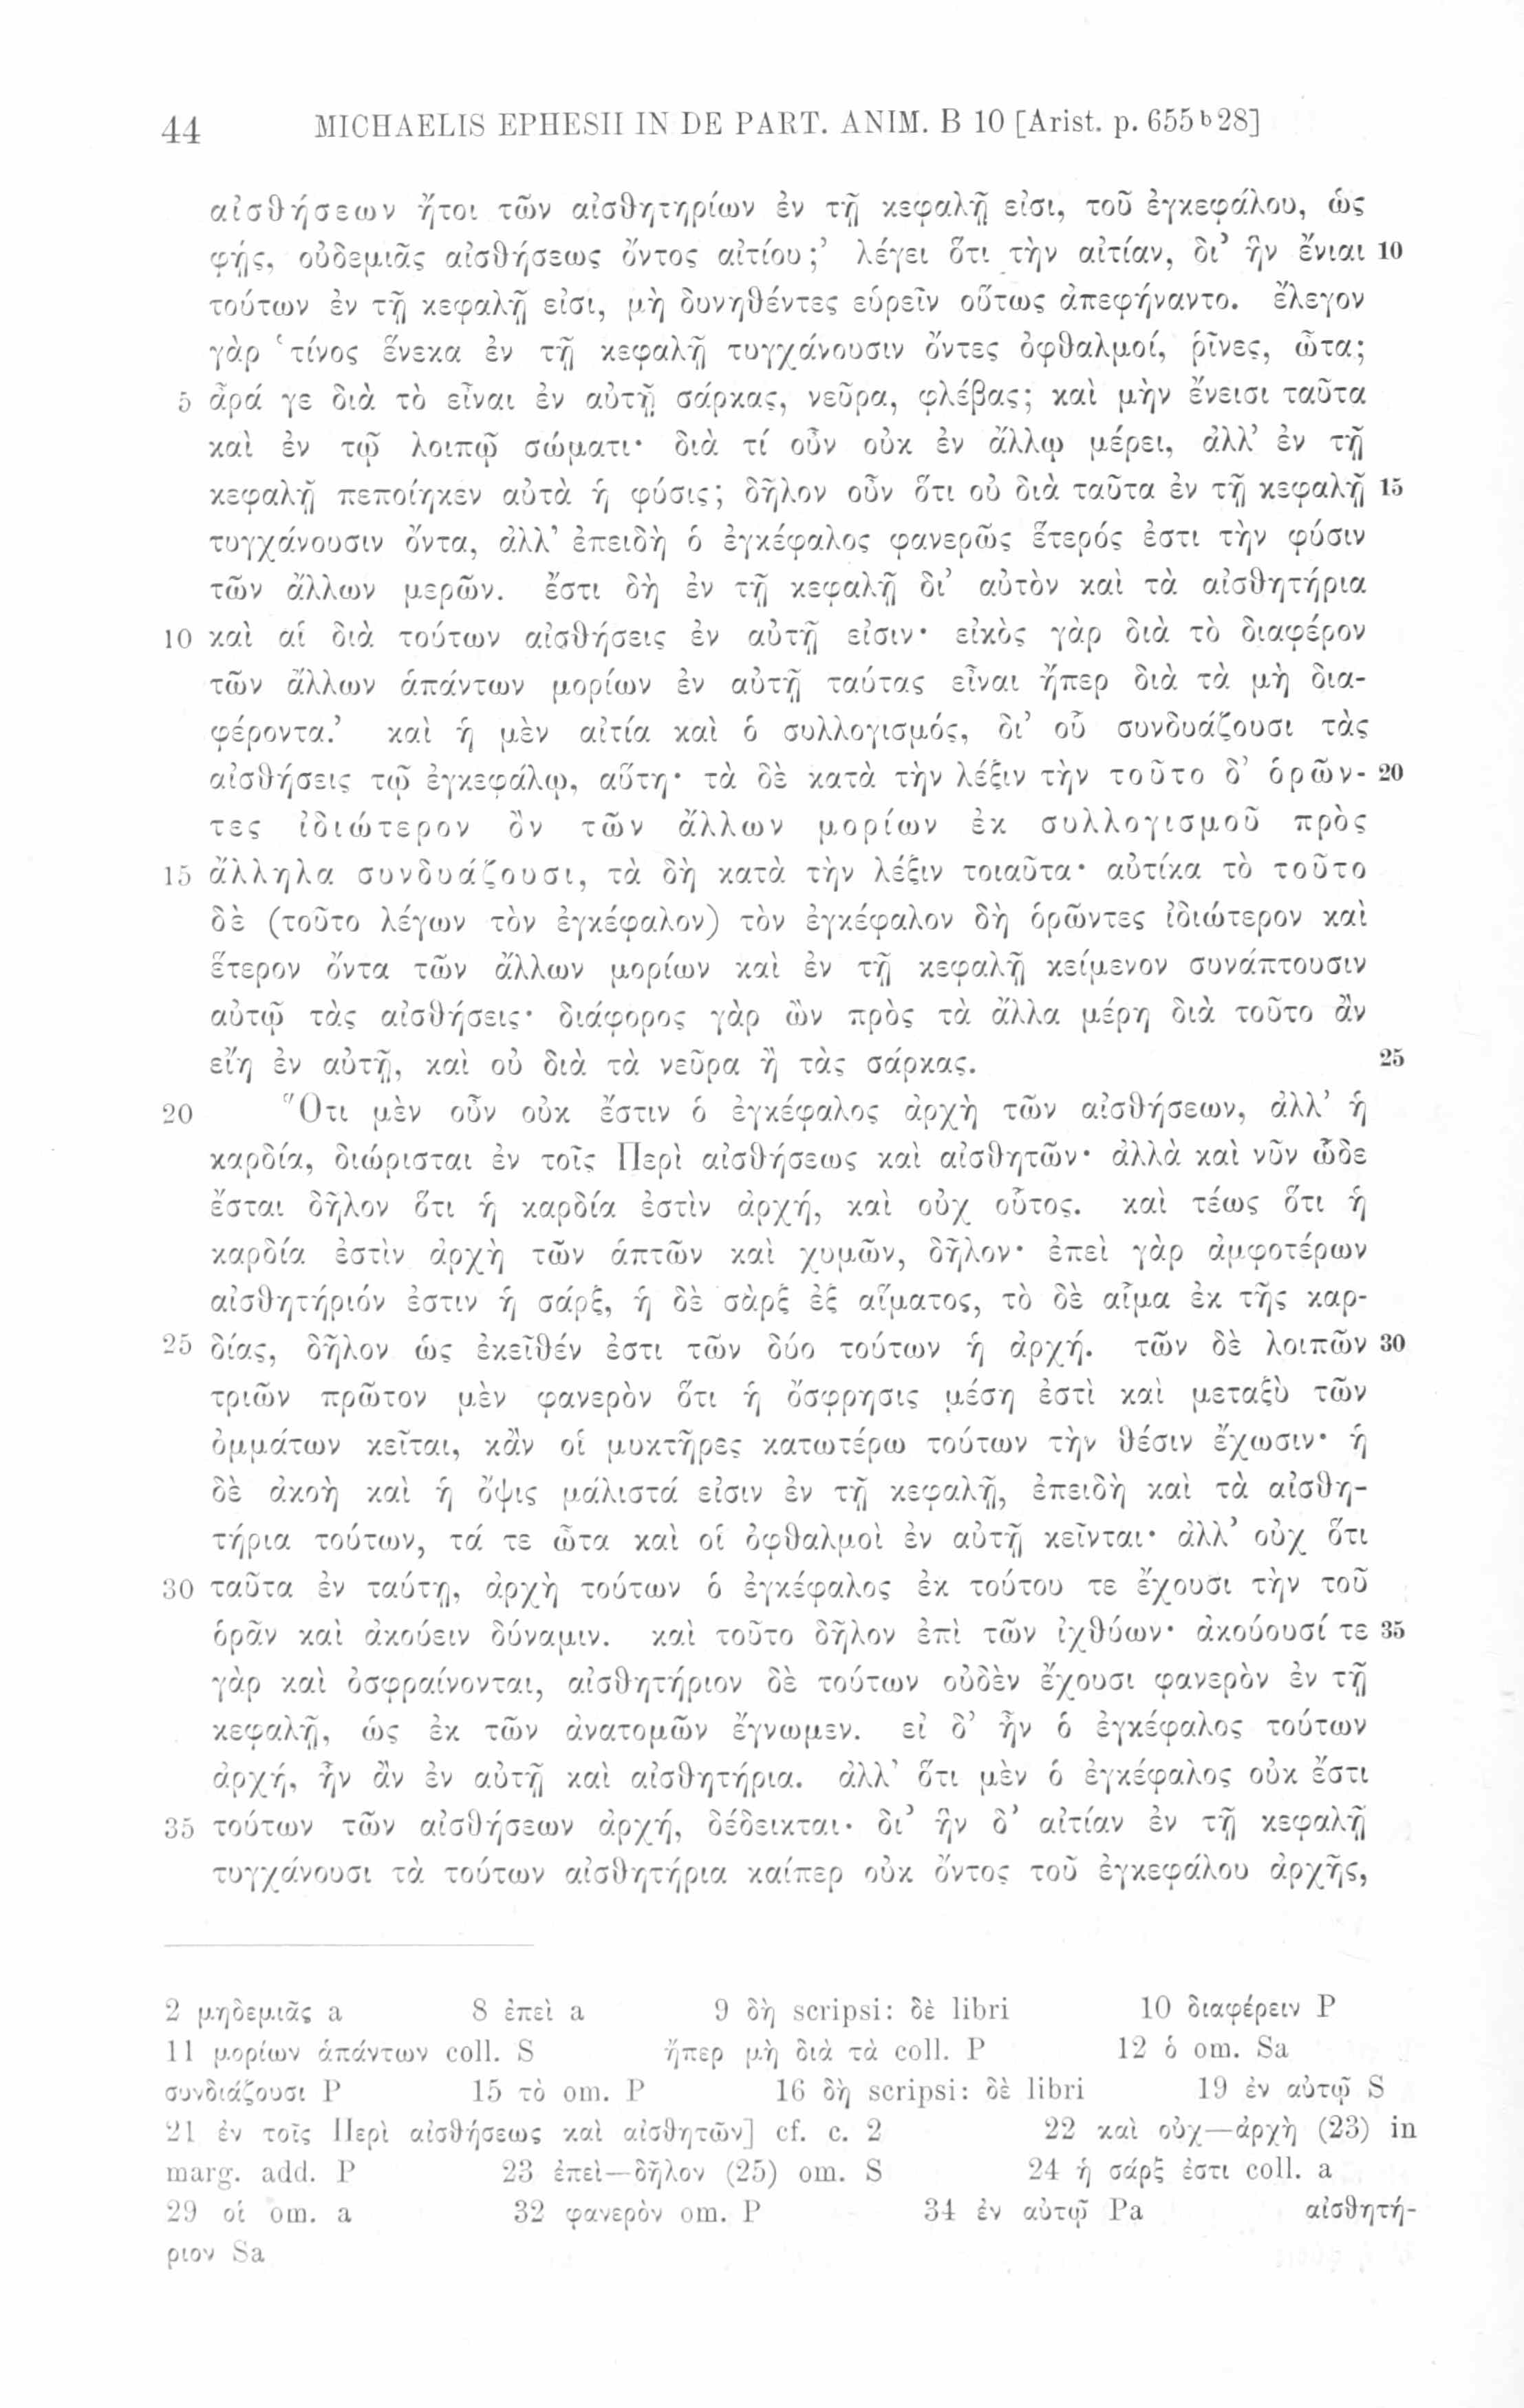 44 MICHAELIS EPHESII IN DE PART. ANIM. B 10 [Arist. p. 655b28]
αἰσθήσεων ἤτοι τῶν αἰσθητηρίων ἐν τῇ κεφαλῇ εἰσι, τοῦ ἐγκεφάλου, ὡς
φῄς, οὐδεμιᾶς αἰσθήσεως ὄντος αἰτίου;’ λέγει ὅτι τὴν αἰτίαν, δι’ ἣν ἔνιαι 10
τούτων ἐν τῇ κεφαλῇ εἰσι, μὴ δυνηθέντες εὑρεῖν οὕτως ἀπεφήναντο. ἔλεγον
γὰρ ‘τίνος ἕνεκα ἐν τῇ κεφαλῇ τυγχάνουσιν ὄντες ὀφθαλμοί, ῥῖνες, ὦτα;
5 ἆρά γε διὰ τὸ εἶναι ἐν αὐτῇ σάρκας, νεῦρα, φλέβας; καὶ μὴν ἔνεισι ταῦτα
καὶ ἐν τῷ λοιπῷ σώματι· διὰ τί οὖν οὐκ ἐν ἄλλῳ μέρει, ἀλλ’ ἐν τῇ
κεφαλῇ πεποίηκεν αὐτὰ ἡ φύσις; δῆλον οὖν ὅτι οὐ διὰ ταῦτα ἐν τῇ κεφαλῇ 15
τυγχάνουσιν ὄντα, ἀλλ’ ἐπειδὴ ὁ ἐγκέφαλος φανερῶς ἕτερός ἐστι τὴν φύσιν
τῶν ἄλλων μερῶν. ἔστι δὴ ἐν τῇ κεφαλῇ δι’ αὐτὸν καὶ τὰ αἰσθητήρια
10 καὶ αἱ διὰ τούτων αἰσθήσεις ἐν αὐτῇ εἰσιν· εἰκὸς γὰρ διὰ τὸ διαφέρον
τῶν ἄλλων ἁπάντων μορίων ἐν αὐτῇ ταύτας εἶναι ἤπερ διὰ τὰ μὴ δια-
φέροντα.’ καὶ ἡ μὲν αἰτία καὶ ὁ συλλογισμός, δι’ οὗ συνδυάζουσι τὰς
αἰσθήσεις τῷ ἐγκεφάλῳ, αὕτη· τὰ δὲ κατὰ τὴν λέξιν τὴν τοῦτο δ’ ὁρῶν- 20
τες ἰδιώτερον ὂν τῶν ἄλλων μορίων ἐκ συλλογισμοῦ πρὸς
15 ἄλληλα συνδυάζουσι, τὰ δὴ κατὰ τὴν λέξιν τοιαῦτα· αὐτίκα τὸ τοῦτο
δὲ (τοῦτο λέγων τὸν ἐγκέφαλον) τὸν ἐγκέφαλον δὴ ὁρῶντες ἰδιώτερον καὶ
ἕτερον ὄντα τῶν ἄλλων μορίων καὶ ἐν τῇ κεφαλῇ κείμενον συνάπτουσιν
αὐτῷ τὰς αἰσθήσεις· διάφορος γὰρ ὢν πρὸς τὰ ἄλλα μέρη διὰ τοῦτο ἂν
εἴη ἐν αὐτῇ, καὶ οὐ διὰ τὰ νεῦρα ἢ τὰς σάρκας. 25
20 Ὅτι μὲν οὖν οὐκ ἔστιν ὁ ἐγκέφαλος ἀρχὴ τῶν αἰσθήσεων, ἀλλ’ ἡ
καρδία, διώρισται ἐν τοῖς Περὶ αἰσθήσεως καὶ αἰσθητῶν· ἀλλὰ καὶ νῦν ὧδε
ἔσται δῆλον ὅτι ἡ καρδία ἐστὶν ἀρχή, καὶ οὐχ οὗτος. καὶ τέως ὅτι ἡ
καρδία ἐστὶν ἀρχὴ τῶν ἁπτῶν καὶ χυμῶν, δῆλον· ἐπεὶ γὰρ ἀμφοτέρων
αἰσθητήριόν ἐστιν ἡ σάρξ, ἡ δὲ σὰρξ ἐξ αἵματος, τὸ δὲ αἷμα ἐκ τῆς καρ-
25 δίας, δῆλον ὡς ἐκεῖθέν ἐστι τῶν δύο τούτων ἡ ἀρχή. τῶν δὲ λοιπῶν 30
τριῶν πρῶτον μὲν φανερὸν ὅτι ἡ ὄσφρησις μέση ἐστὶ καὶ μεταξὺ τῶν
ὀμμάτων κεῖται, κἂν οἱ μυκτῆρες κατωτέρω τούτων τὴν θέσιν ἔχωσιν· ἡ
δὲ ἀκοὴ καὶ ἡ ὄψις μάλιστά εἰσιν ἐν τῇ κεφαλῇ, ἐπειδὴ καὶ τὰ αἰσθη-
τήρια τούτων, τά τε ὦτα καὶ οἱ ὀφθαλμοὶ ἐν αὐτῇ κεῖνται· ἀλλ’ οὐχ ὅτι
30 ταῦτα ἐν ταύτῃ, ἀρχὴ τούτων ὁ ἐγκέφαλος ἐκ τούτου τε ἔχουσι τὴν τοῦ
ὁρᾶν καὶ ἀκούειν δύναμιν. καὶ τοῦτο δῆλον ἐπὶ τῶν ἰχθύων· ἀκούουσί τε 35
γὰρ καὶ ὀσφραίνονται, αἰσθητήριον δὲ τούτων οὐδὲν ἔχουσι φανερὸν ἐν τῇ
κεφαλῇ, ὡς ἐκ τῶν ἀνατομῶν ἔγνωμεν. εἰ δ’ ἦν ὁ ἐγκέφαλος τούτων
ἀρχή, ἦν ἂν ἐν αὐτῇ καὶ αἰσθητήρια. ἀλλ’ ὅτι μὲν ὁ ἐγκέφαλος οὐκ ἔστι
35 τούτων τῶν αἰσθήσεων ἀρχή, δέδεικται· δι’ ἣν δ’ αἰτίαν ἐν τῇ κεφαλῇ
τυγχάνουσι τὰ τούτων αἰσθητήρια καίπερ οὐκ ὄντος τοῦ ἐγκεφάλου ἀρχῆς,
2 μηδεμιᾶς a 8 ἐπεὶ a 9 δὴ scripsi: δὲ libri 10 διαφέρειν P
11 μορίων ἁπάντων coll. S ἤπερ μὴ διὰ τὰ coll. P 12 ὁ om. Sa
συνδιάζουσι P 15 τὸ om. P 16 δὴ scripsi: δὲ libri 19 ἐν αὐτῷ S
21 ἐν τοῖς Περὶ αἰσθήσεως καὶ αἰσθητῶν] cf. c. 2 22 καὶ οὐχ—ἀρχὴ (23) in
marg. add. P 23 ἐπεὶ—δῆλον (25) om. S 24 ἡ σάρξ ἐστι coll. a
29 οἱ om. a 32 φανερὸν om. P 34 ἐν αὐτῷ Pa αἰσθητή-
ριον Sa